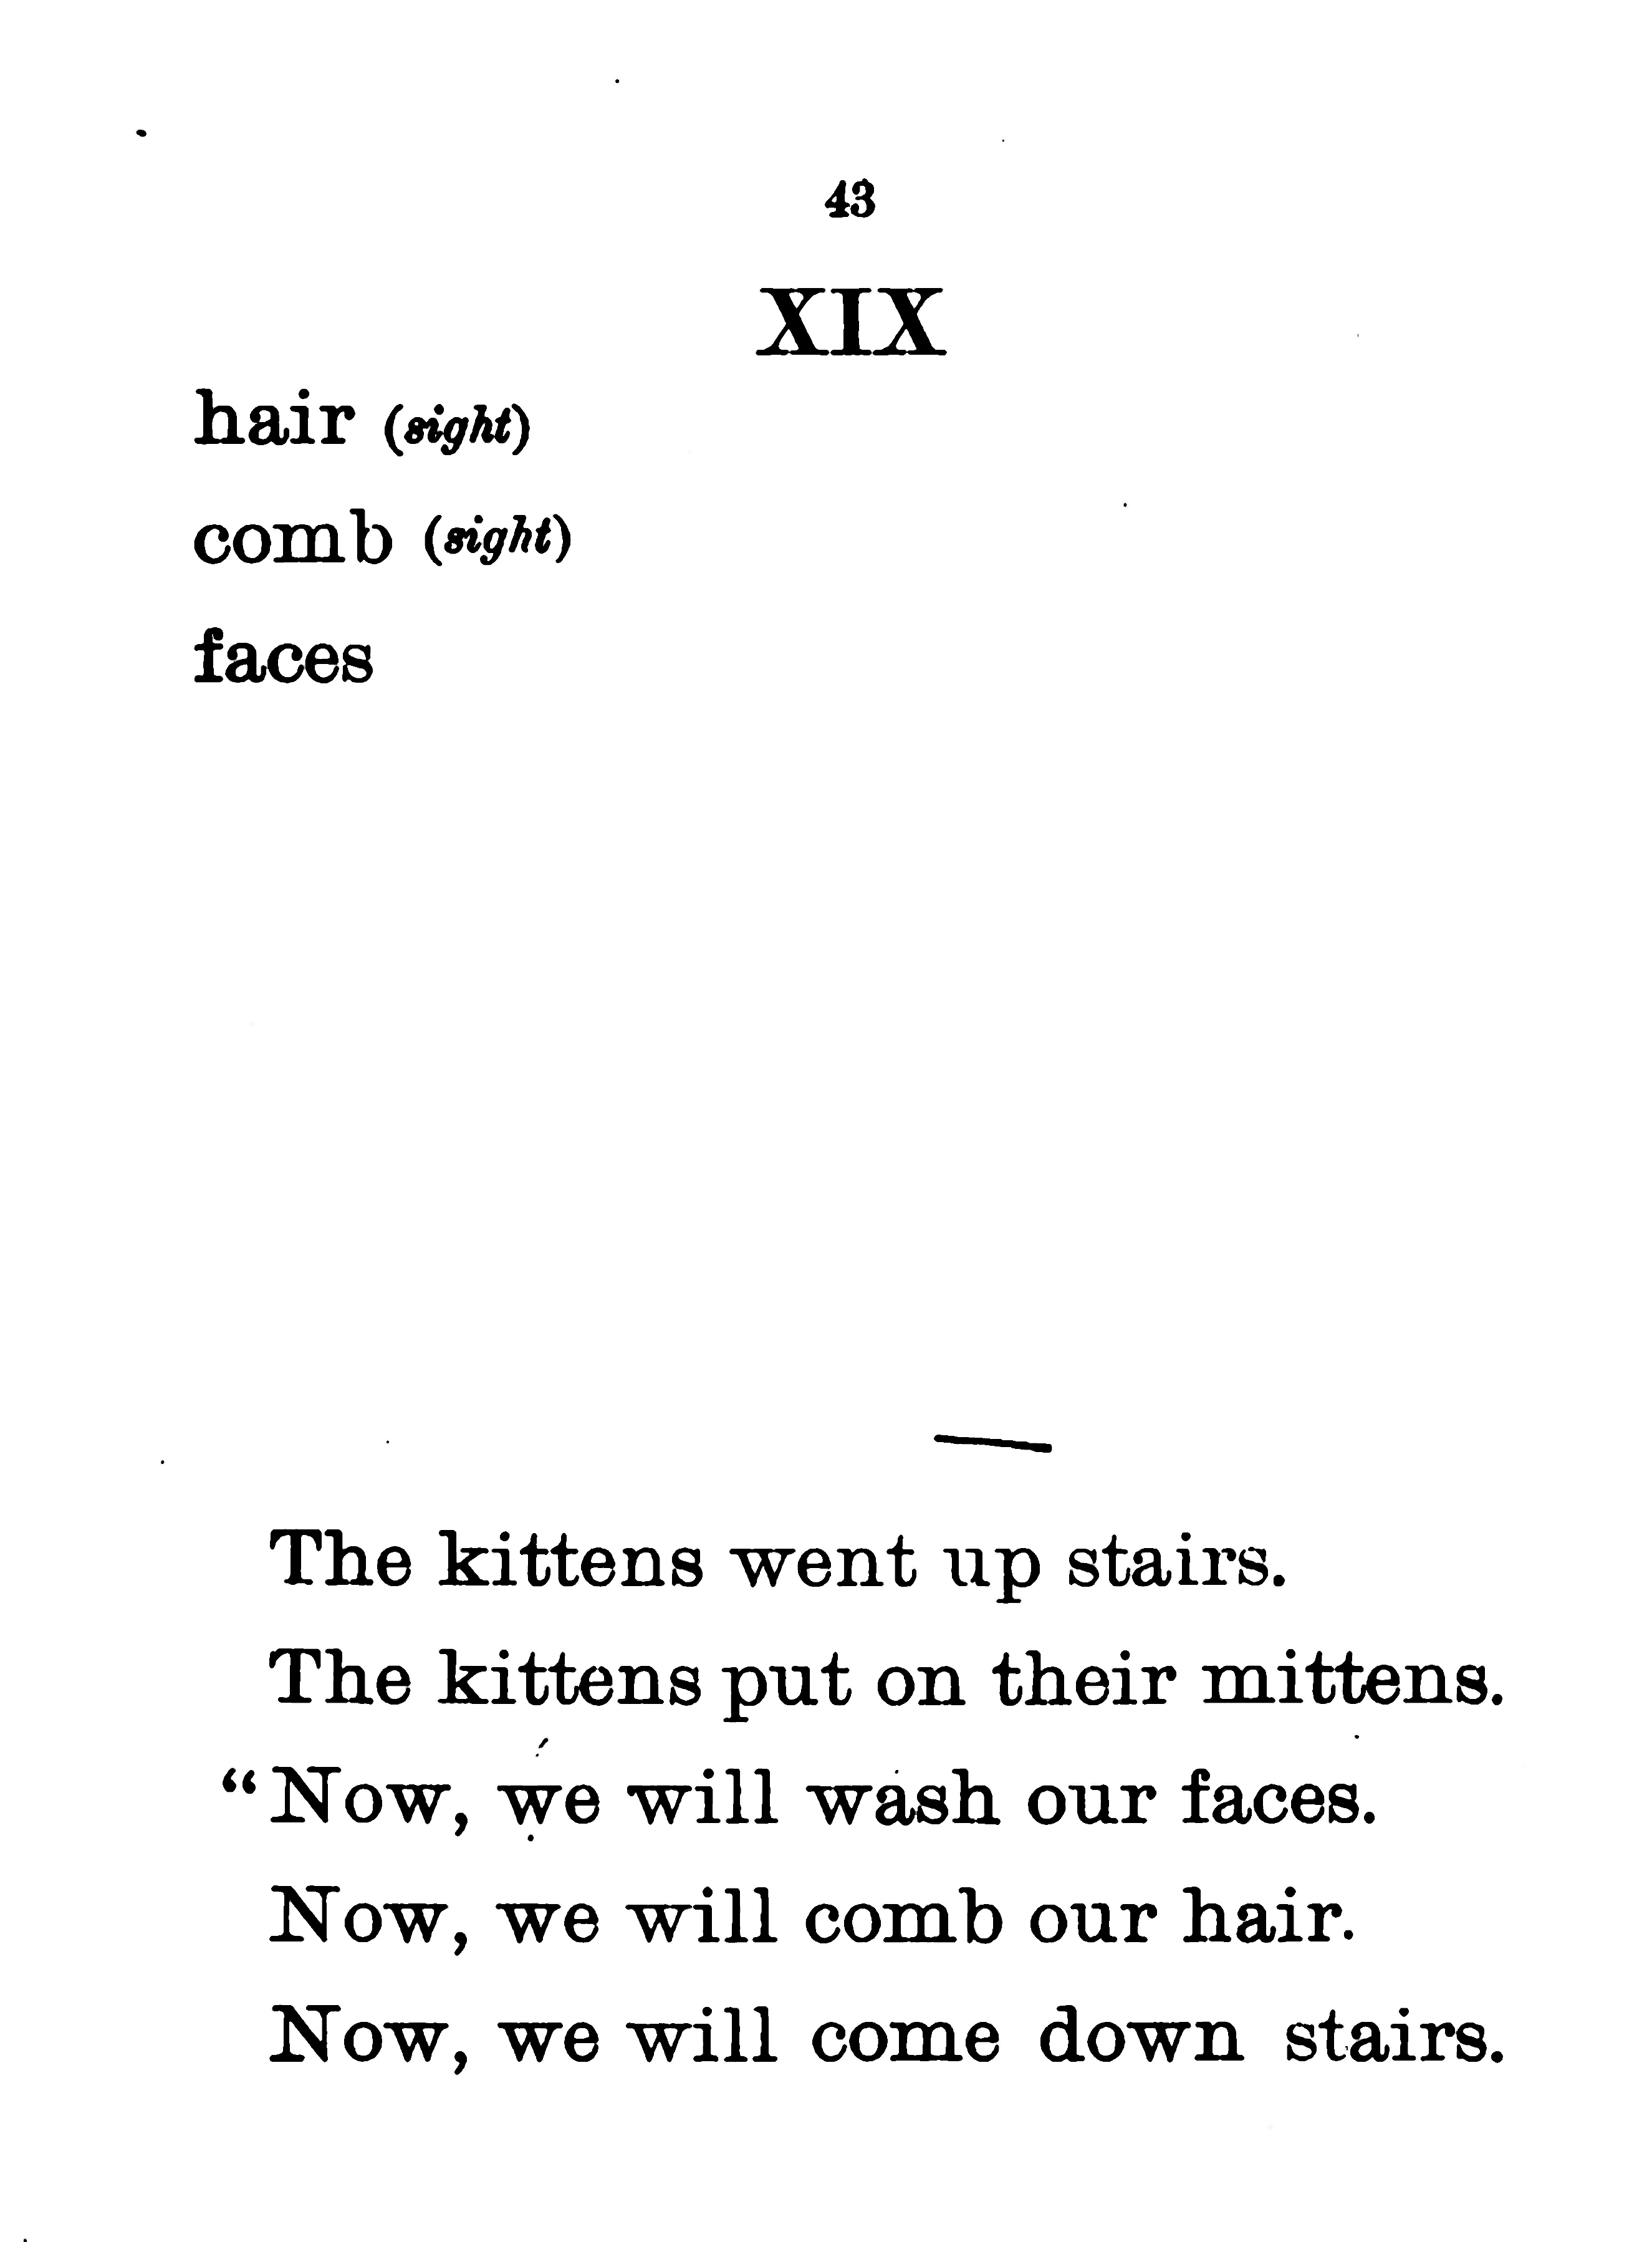 43
XIX
hair (sight)
comb (sight)
faces
The kittens went up stairs.
The kittens put on their mittens.
“Now, we will wash our faces.
Now, we will comb our hair.
Now, we will come down stairs.